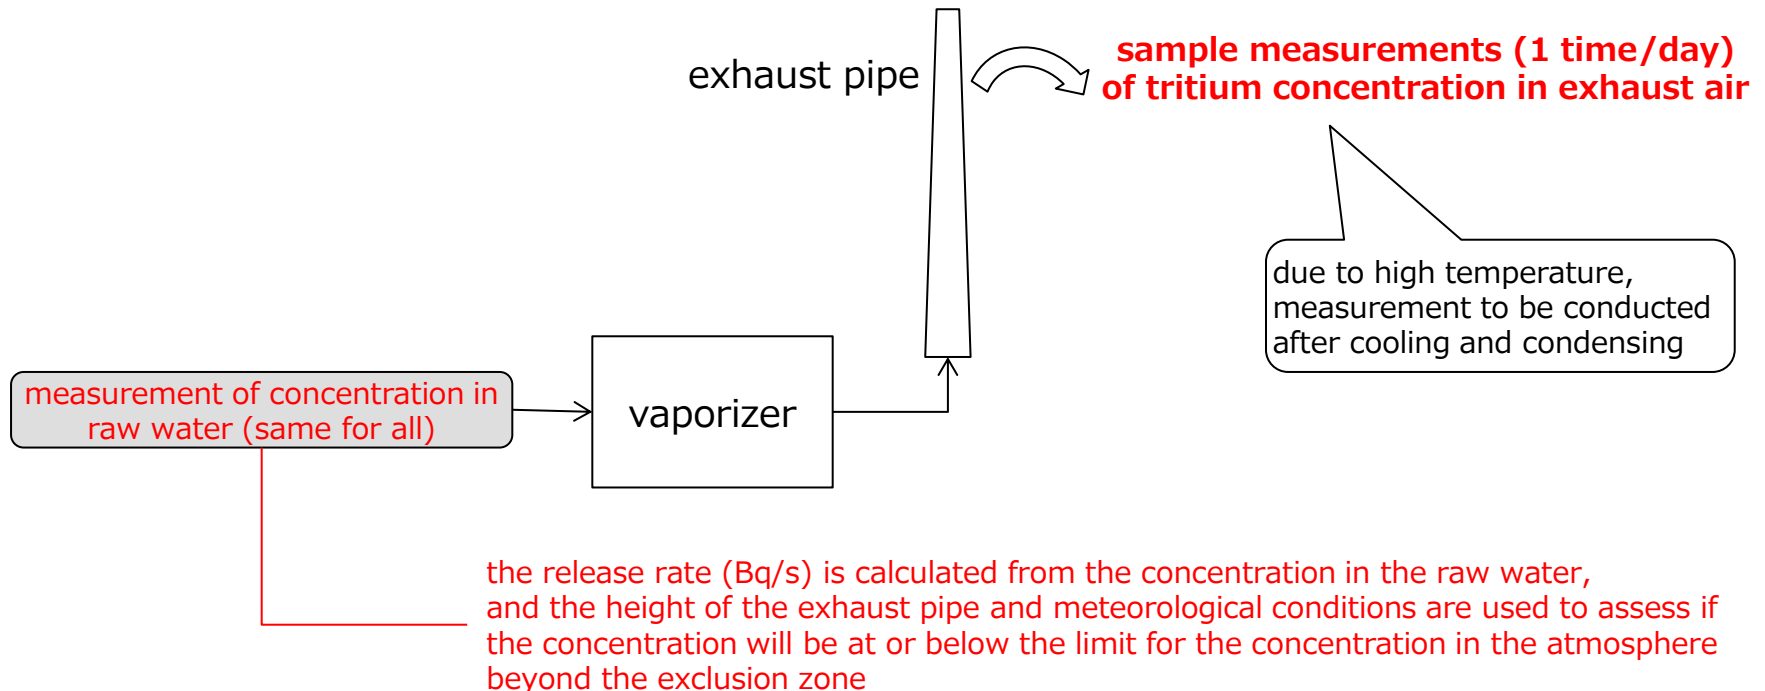 exhaust pipe
sample measurements (1 time/day)
of tritium concentration in exhaust air
due to high temperature,
measurement to be conducted
after cooling and condensing
measurement of concentration in
raw water (same for all)
vaporizer
the release rate (Bq/s) is calculated from the concentration in the raw water,
and the height of the exhaust pipe and meteorological conditions are used to assess if
the concentration will be at or below the limit for the concentration in the atmosphere
beyond the exclusion zone